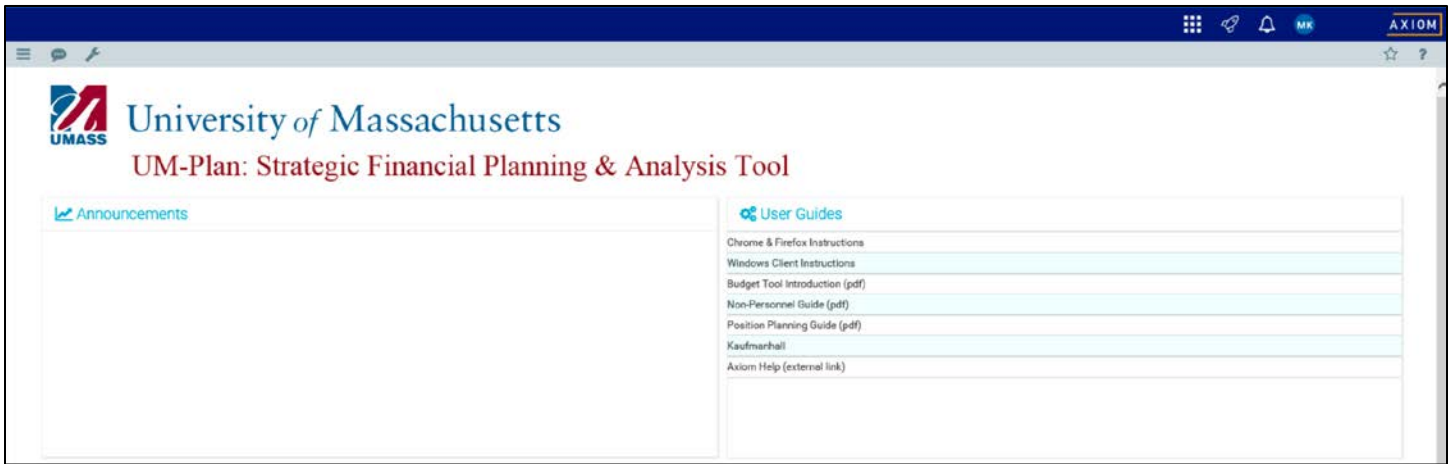 MK
AXIOM
?
UMASS
University of Massachusetts
UM-Plan: Strategic Financial Planning & Analysis Tool
Announcements
User Guides
Chrome & Firefox Instructions
Windows Client Instructions
Budget Tool Introduction (pdf)
Non-Personnel Guide (pdf)
Position Planning Guide (pdf)
Kaufmanhall
Axiom Help (external link)